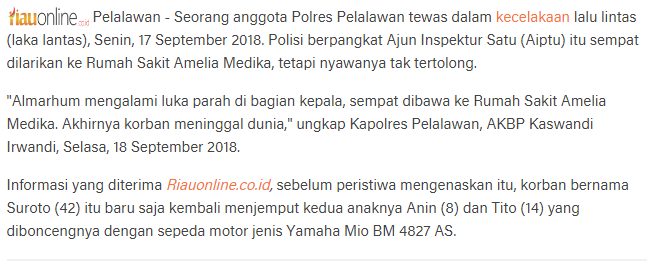 Riauonline.co.id Pelalawan - Seorang anggota Polres Pelalawan tewas dalam kecelakaan lalu lintas
(laka lantas), Senin, 17 September 2018. Polisi berpangkat Ajun Inspektur Satu (Aiptu) itu sempat
dilarikan ke Rumah Sakit Amelia Medika, tetapi nyawanya tak tertolong.
"Almarhum mengalami luka parah di bagian kepala, sempat dibawa ke Rumah Sakit Amelia
Medika. Akhirnya korban meninggal dunia," ungkap Kapolres Pelalawan, AKBP Kaswandi
Irwandi, Selasa, 18 September 2018.
Informasi yang diterima Riauonline.co.id, sebelum peristiwa mengenaskan itu, korban bernama
Suroto (42) itu baru saja kembali menjemput kedua anaknya Anin (8) dan Tito (14) yang
diboncengnya dengan sepeda motor jenis Yamaha Mio BM 4827 AS.